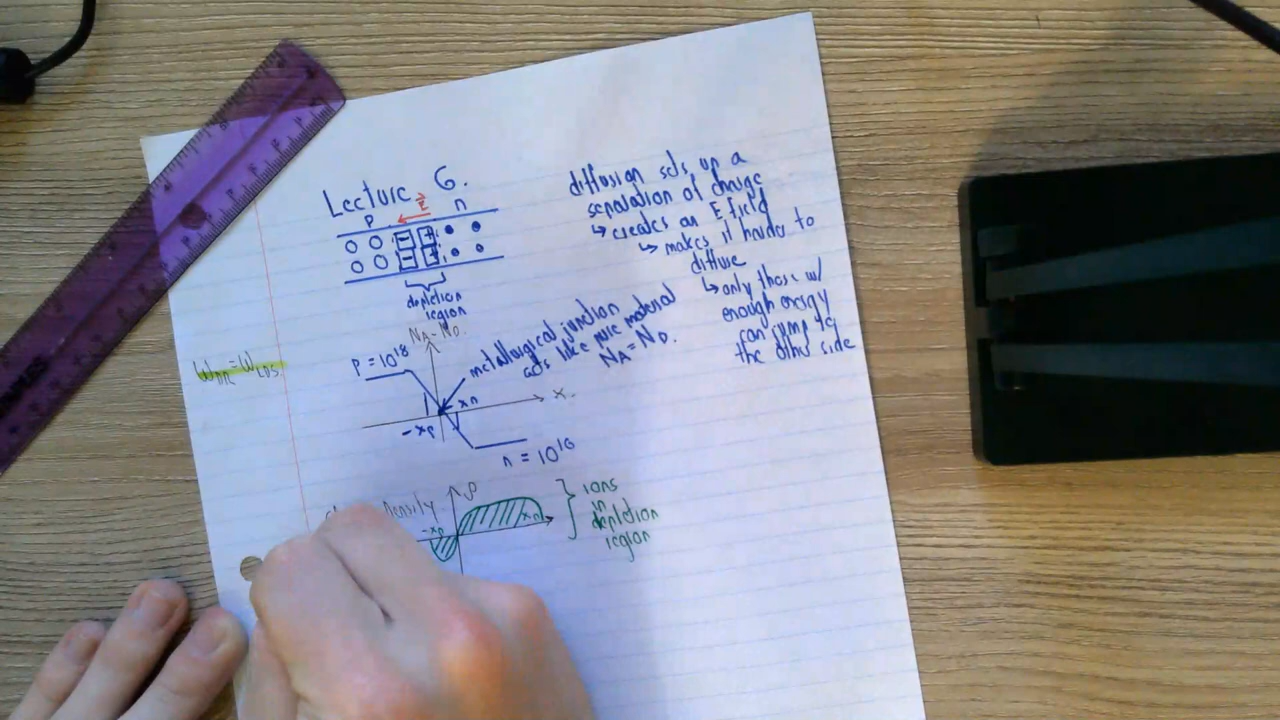 Lecture 6.
P
E
n
depletion
region
diffusion sets up a
separation of charge
↳ creates an E field
↳ makes it harder to
diffuse
↳ only those w/
enough energy
can jump to
the other side
NA-ND.
P = 10^18
metallurgical junction
acts like pure material
NA = ND.
xn
x.
-xp
n = 10^16
Density
ρ
xn
ions
in
depletion
region